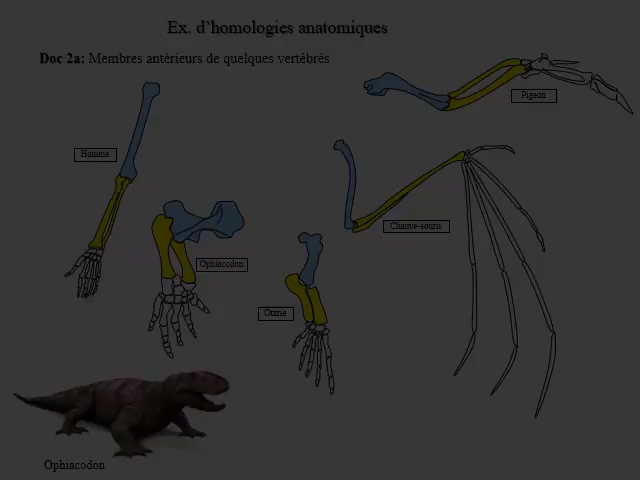 Ex. d’homologies anatomiques
Doc 2a: Membres antérieurs de quelques vertébrés
Pigeon
Homme
Chauve-souris
Ophiacodon
Otarie
Ophiacodon